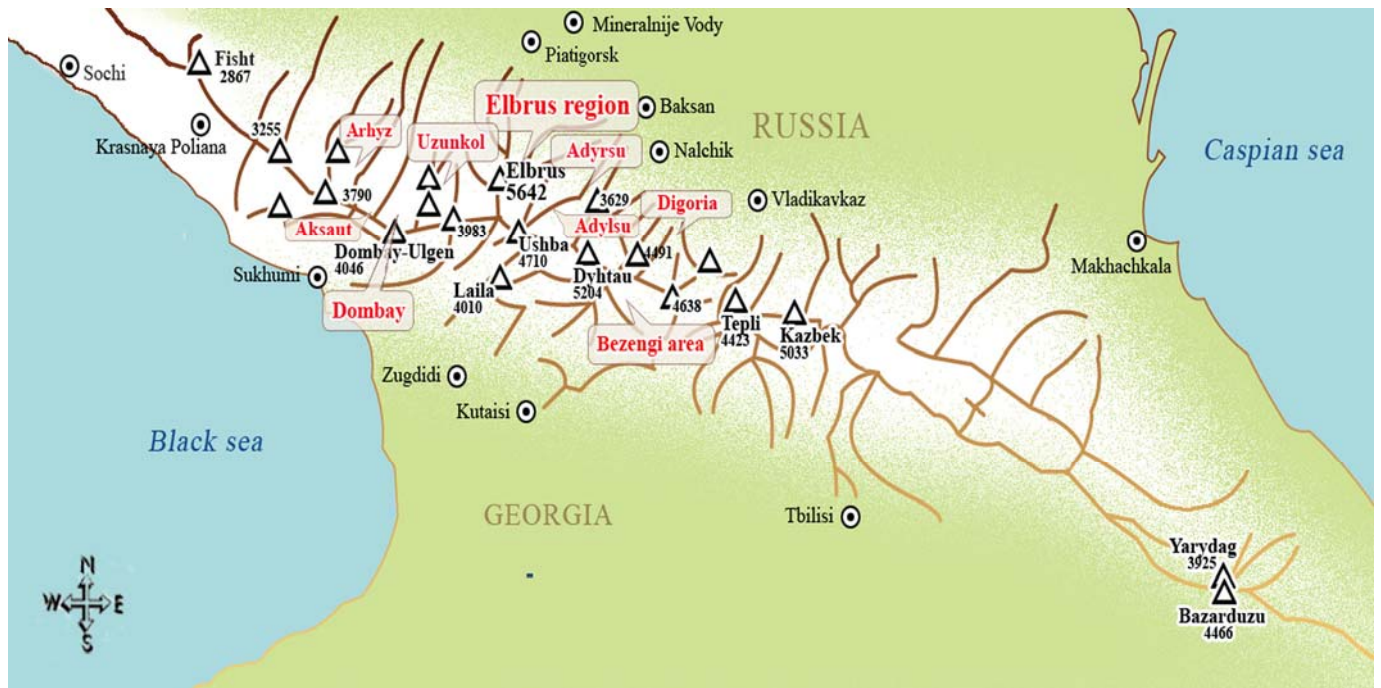 Mineralnije Vody
Piatigorsk
Fisht
2867
Sochi
Elbrus region
Baksan
RUSSIA
Krasnaya Poliana
3255
Arhyz
Uzunkol
Adyrsu
Nalchik
Caspian sea
Elbrus
5642
3790
3629
Digoria
Vladikavkaz
Aksaut
3983
Adylsu
Dombay-Ulgen
4046
Ushba
4710
4491
Makhachkala
Sukhumi
Laila
4010
Dyhtau
5204
4638
Dombay
Tepli
4423
Kazbek
5033
Bezengi area
Zugdidi
Kutaisi
Black sea
GEORGIA
Tbilisi
Yarydag
3925
Bazarduzu
4466
N
W E
S